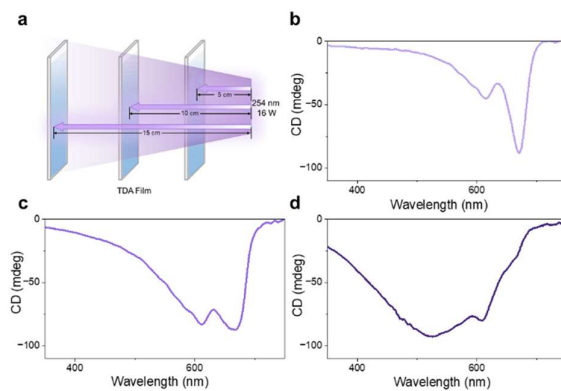 a
5 cm
254 nm
10 cm
16 W
15 cm
TDA Film
b
CD (mdeg)
0
−50
−100
400
600
Wavelength (nm)
c
CD (mdeg)
0
−50
−100
400
600
Wavelength (nm)
d
CD (mdeg)
0
−50
−100
400
600
Wavelength (nm)